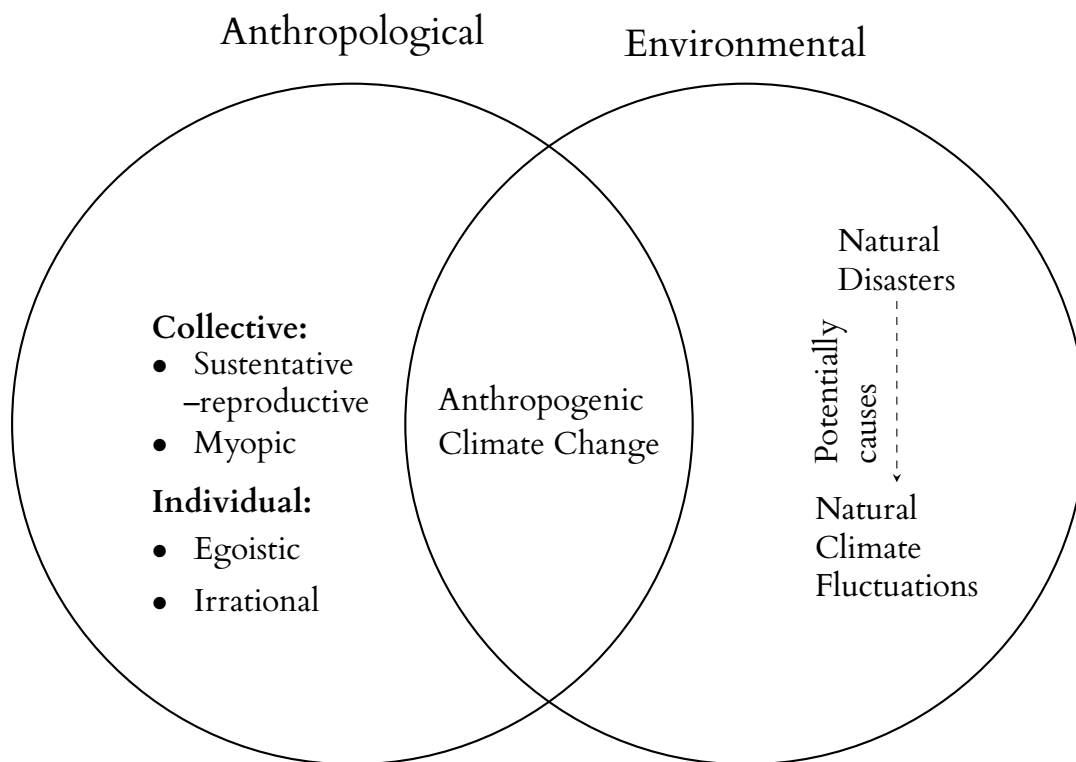 Anthropological
Environmental
Collective:
• Sustentative
–reproductive
• Myopic
Individual:
• Egoistic
• Irrational
Anthropogenic
Climate Change
Natural
Disasters
Potentially
causes
Natural
Climate
Fluctuations